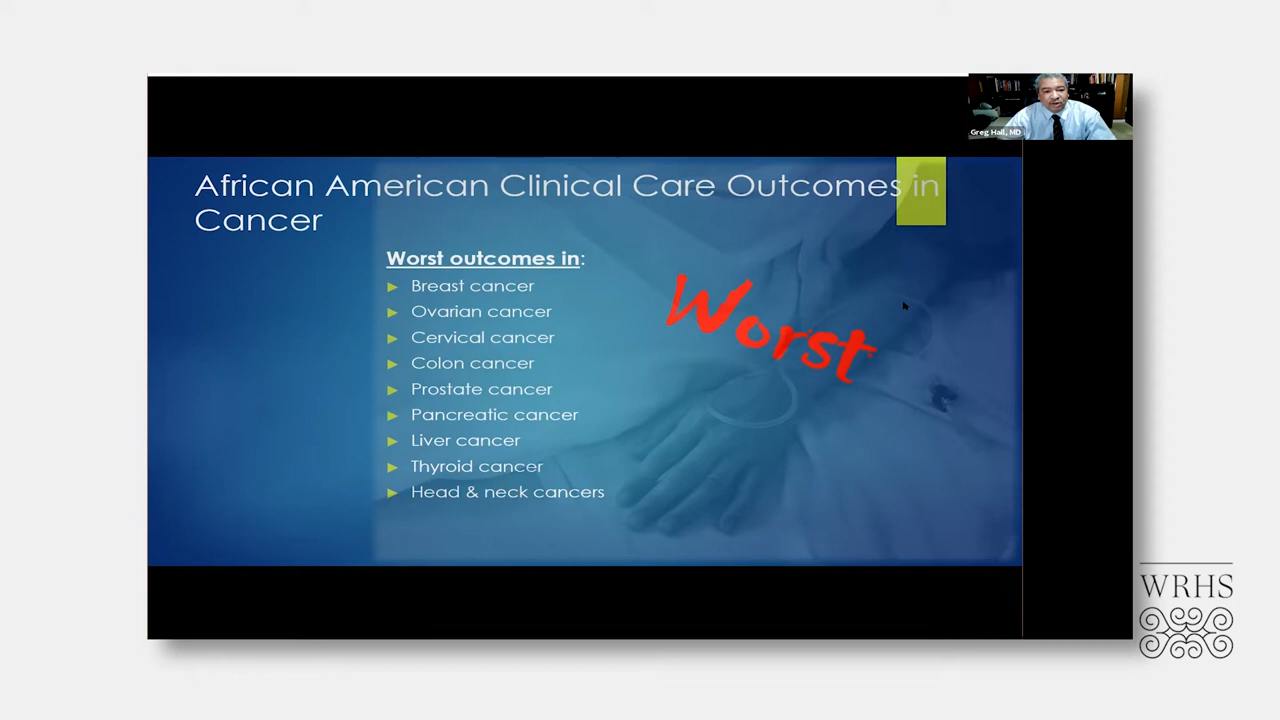 Greg Hall, MD
African American Clinical Care Outcomes in
Cancer
Worst outcomes in:
Breast cancer
Ovarian cancer
Cervical cancer
Colon cancer
Prostate cancer
Pancreatic cancer
Liver cancer
Thyroid cancer
Head & neck cancers
Worst
WRHS